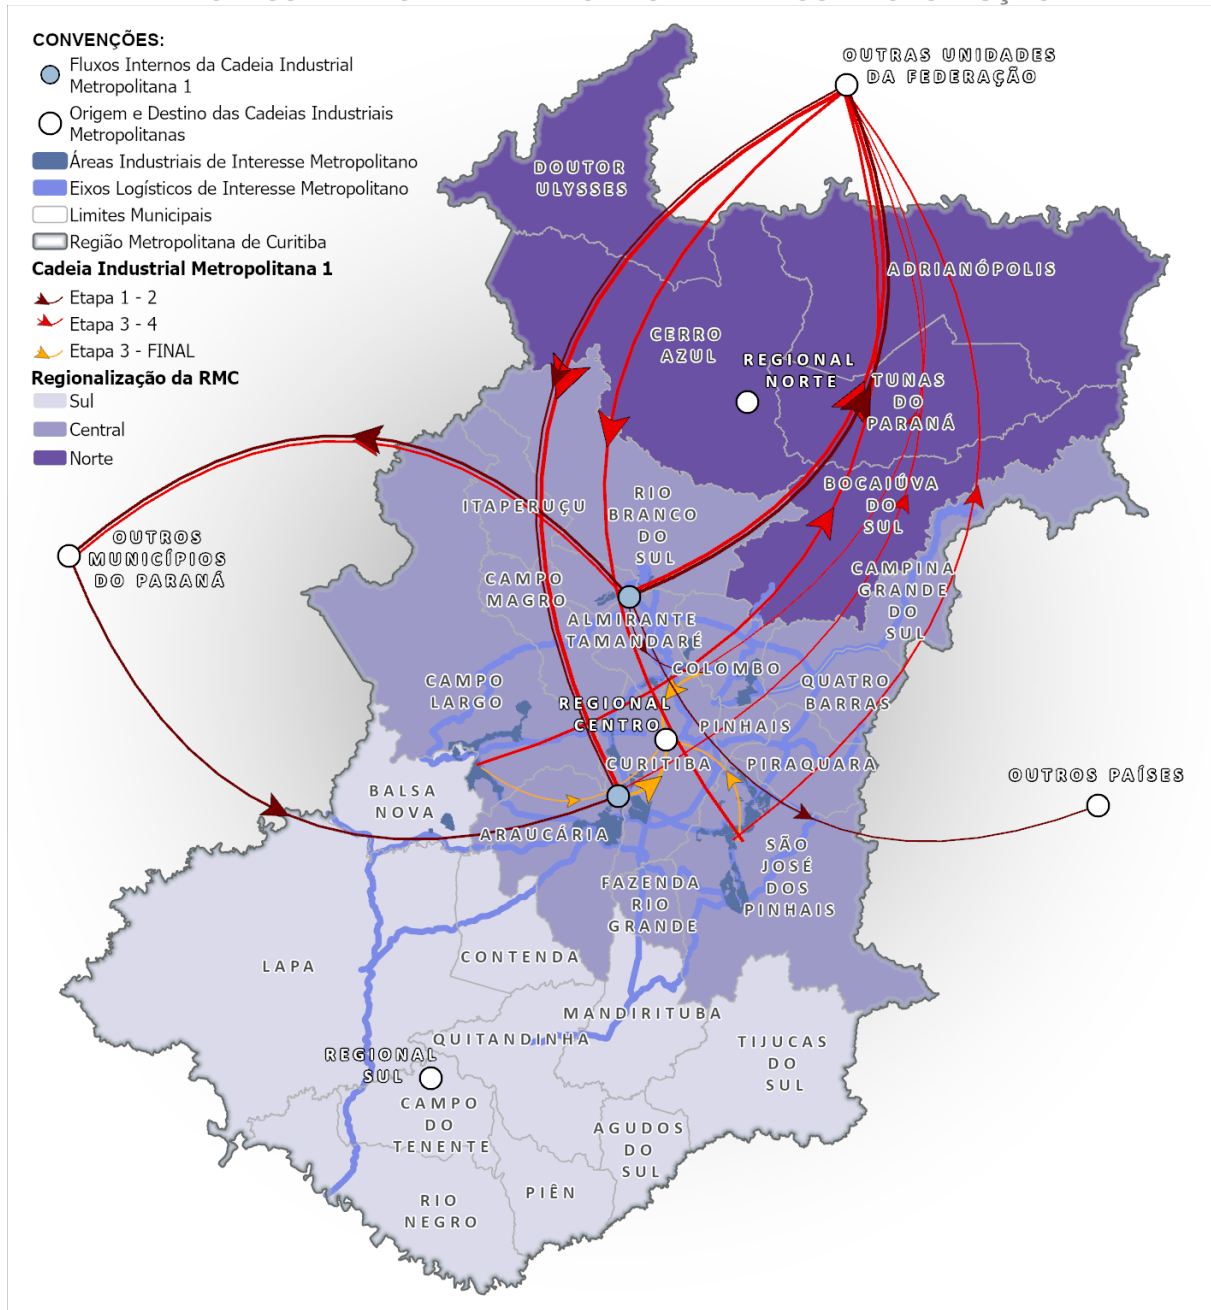 CONVENÇÕES:
Fluxos Internos da Cadeia Industrial
Metropolitana 1
Origem e Destino das Cadeias Industriais
Metropolitanas
Áreas Industriais de Interesse Metropolitano
Eixos Logísticos de Interesse Metropolitano
Limites Municipais
Região Metropolitana de Curitiba
Cadeia Industrial Metropolitana 1
Etapa 1 - 2
Etapa 3 - 4
Etapa 3 - FINAL
Regionalização da RMC
Sul
Central
Norte
OUTRAS UNIDADES
DA FEDERAÇÃO
DOUTOR
ULYSSES
ADRIANÓPOLIS
CERRO
AZUL
REGIONAL
NORTE
TUNAS
DO
PARANÁ
BOCAIÚVA
DO
SUL
ITAPERUÇU
RIO
BRANCO
DO
SUL
OUTROS
MUNICÍPIOS
DO PARANÁ
CAMPO
MAGRO
CAMPINA
GRANDE
DO
SUL
ALMIRANTE
TAMANDARÉ
COLOMBO
CAMPO
LARGO
QUATRO
BARRAS
REGIONAL
CENTRO
PINHAIS
CURITIBA
PIRAQUARA
OUTROS PAÍSES
BALSA
NOVA
ARAUCÁRIA
SÃO
JOSÉ
DOS
PINHAIS
FAZENDA
RIO
GRANDE
LAPA
CONTENDA
MANDIRITUBA
QUITANDINHA
TIJUCAS
DO
SUL
REGIONAL
SUL
CAMPO
DO
TENENTE
AGUDOS
DO
SUL
PIÊN
RIO
NEGRO